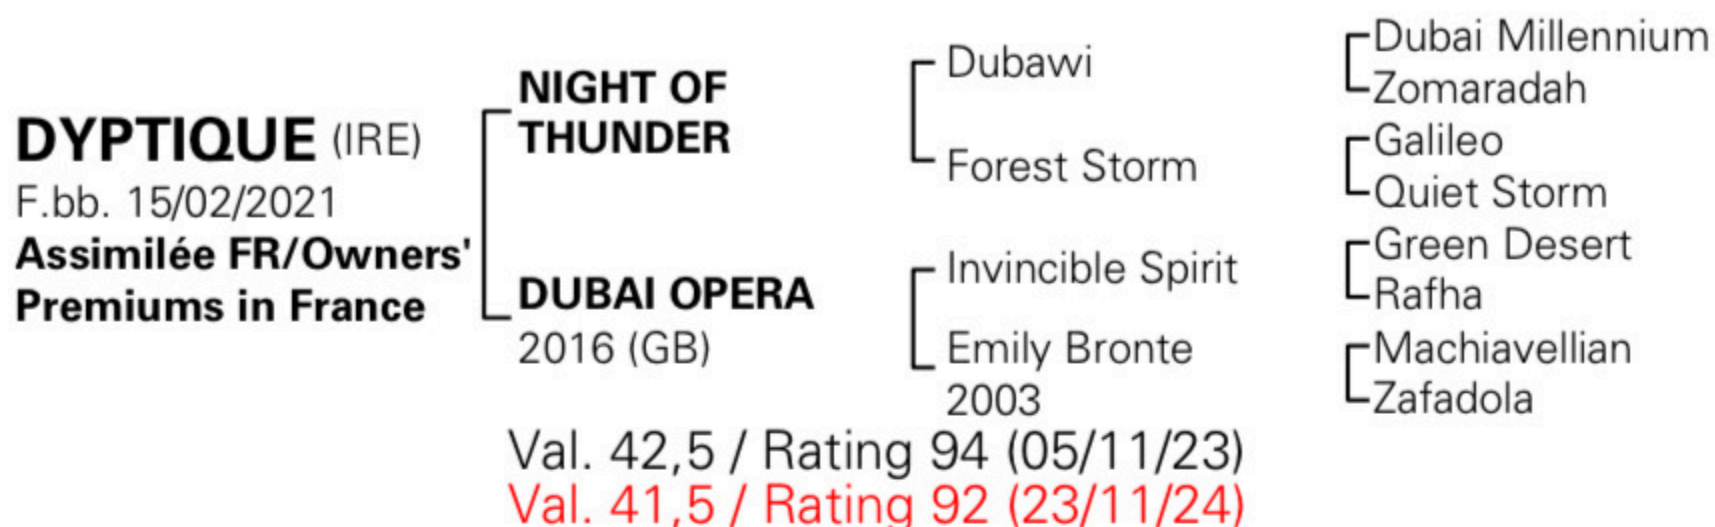 DYPTIQUE (IRE)
F.bb. 15/02/2021
Assimilée FR/Owners'
Premiums in France
NIGHT OF
THUNDER
DUBAI OPERA
2016 (GB)
Dubawi
Forest Storm
Invincible Spirit
Emily Bronte
2003
Dubai Millennium
Zomaradah
Galileo
Quiet Storm
Green Desert
Rafha
Machiavellian
Zafadola
Val. 42,5 / Rating 94 (05/11/23)
Val. 41,5 / Rating 92 (23/11/24)